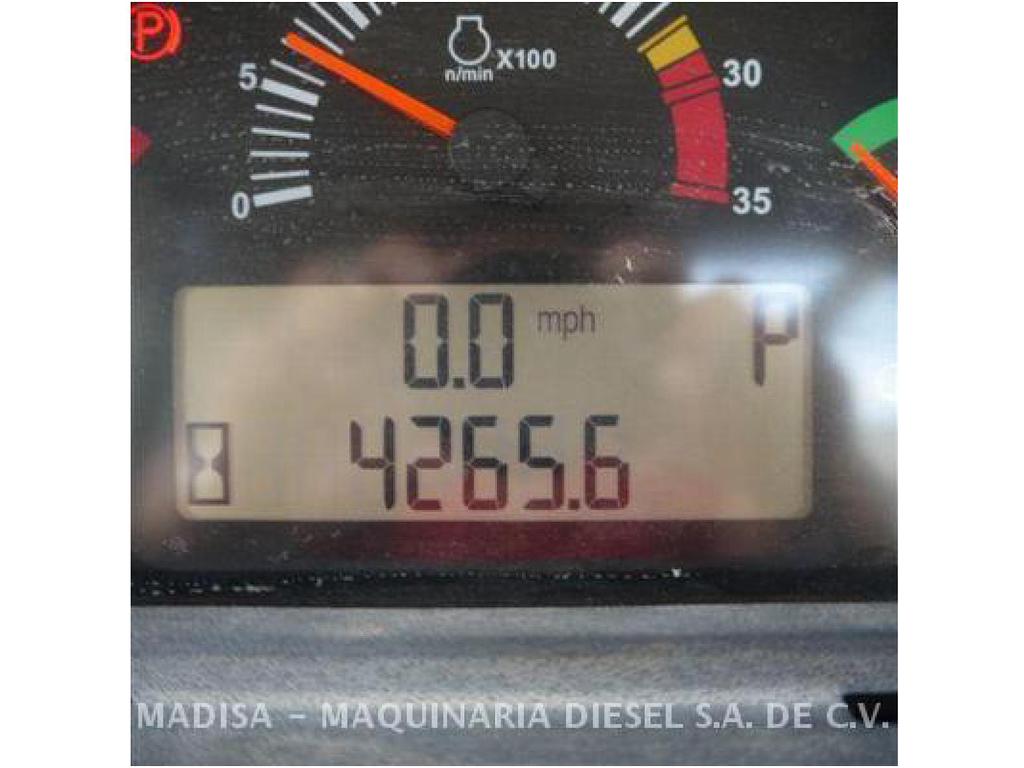 P
X100
n/min
5
30
0
35
0.0 mph P
4265.6
MADISA - MAQUINARIA DIESEL S.A. DE C.V.